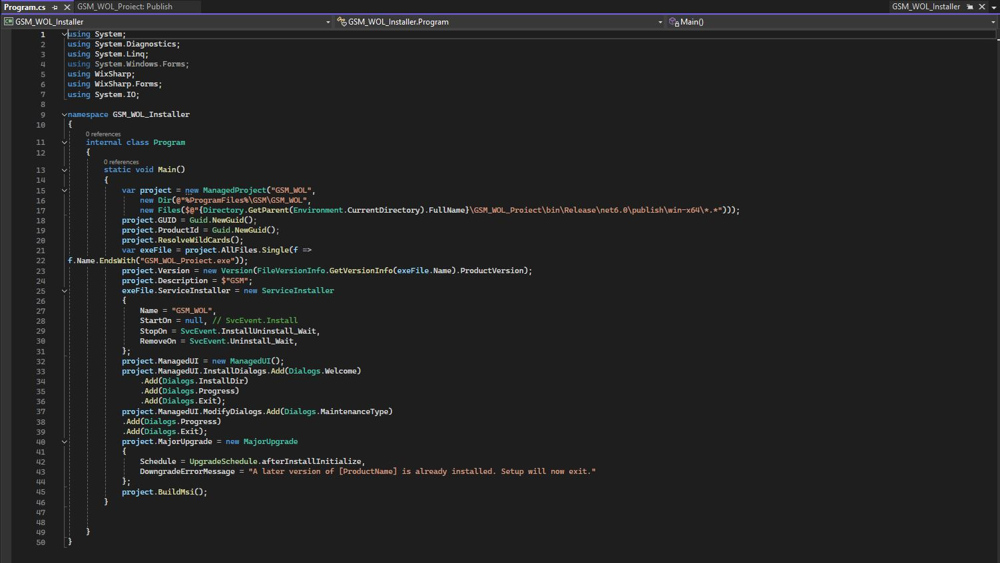 Program.cs
GSM_WOL_Proiect: Publish
GSM_WOL_Installer
C# GSM_WOL_Installer
GSM_WOL_Installer.Program
Main()
1 using System;
2 using System.Diagnostics;
3 using System.Linq;
4 using System.Windows.Forms;
5 using WixSharp;
6 using WixSharp.Forms;
7 using System.IO;
8
9 namespace GSM_WOL_Installer
10 {
0 references
11 internal class Program
12 {
0 references
13 static void Main()
14 {
15 var project = new ManagedProject("GSM_WOL",
16 new Dir(@"%ProgramFiles%\GSM\GSM_WOL",
17 new Files($@"{Directory.GetParent(Environment.CurrentDirectory).FullName}\GSM_WOL_Proiect\bin\Release\net6.0\publish\win-x64\*.*")));
18 project.GUID = Guid.NewGuid();
19 project.ProductId = Guid.NewGuid();
20 project.ResolveWildCards();
21 var exeFile = project.AllFiles.Single(f =>
22 f.Name.EndsWith("GSM_WOL_Proiect.exe"));
23 project.Version = new Version(FileVersionInfo.GetVersionInfo(exeFile.Name).ProductVersion);
24 project.Description = $"GSM";
25 exeFile.ServiceInstaller = new ServiceInstaller
26 {
27 Name = "GSM_WOL",
28 StartOn = null, // SvcEvent.Install
29 StopOn = SvcEvent.InstallUninstall_Wait,
30 RemoveOn = SvcEvent.Uninstall_Wait,
31 };
32 project.ManagedUI = new ManagedUI();
33 project.ManagedUI.InstallDialogs.Add(Dialogs.Welcome)
34 .Add(Dialogs.InstallDir)
35 .Add(Dialogs.Progress)
36 .Add(Dialogs.Exit);
37 project.ManagedUI.ModifyDialogs.Add(Dialogs.MaintenanceType)
38 .Add(Dialogs.Progress)
39 .Add(Dialogs.Exit);
40 project.MajorUpgrade = new MajorUpgrade
41 {
42 Schedule = UpgradeSchedule.afterInstallInitialize,
43 DowngradeErrorMessage = "A later version of [ProductName] is already installed. Setup will now exit."
44 };
45 project.BuildMsi();
46 }
47
48
49 }
50 }